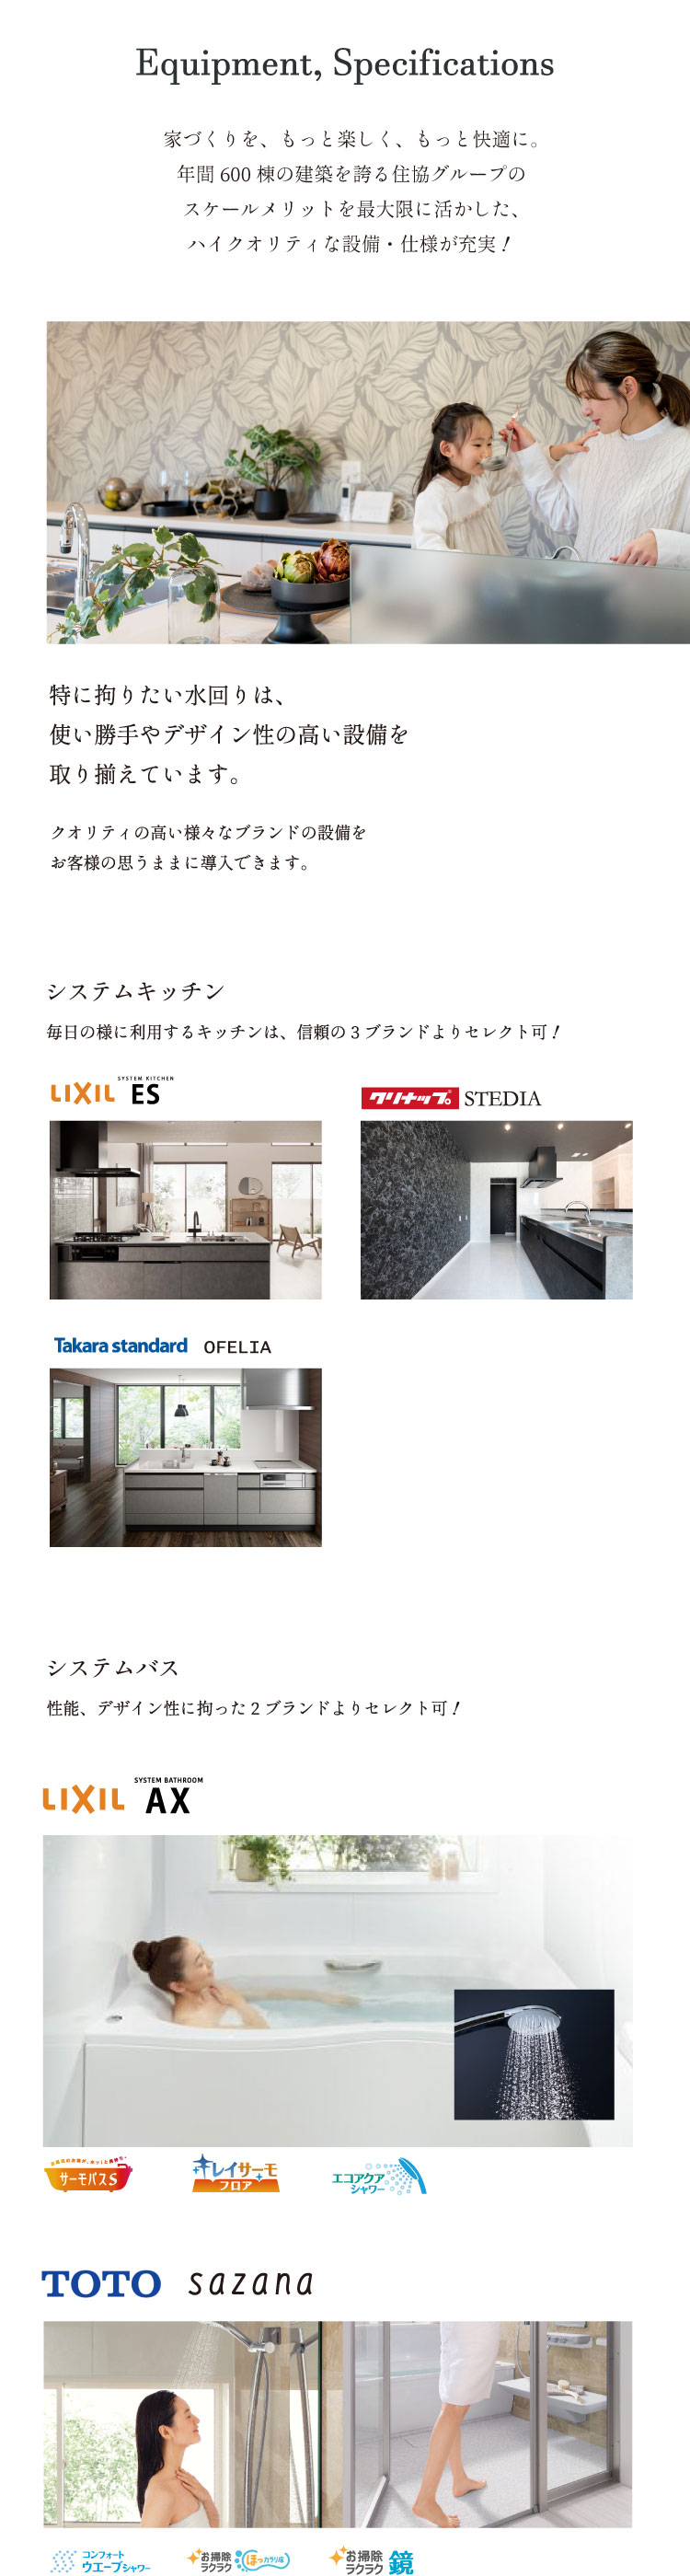 Equipment, Specifications
家づくりを、もっと楽しく、もっと快適に。
年間 600 棟の建築を誇る住協グループの
スケールメリットを最大限に活かした、
ハイクオリティな設備・仕様が充実！
特に拘りたい水回りは、
使い勝手やデザイン性の高い設備を
取り揃えています。
クオリティの高い様々なブランドの設備を
お客様の思うままに導入できます。
システムキッチン
毎日の様に利用するキッチンは、信頼の 3 ブランドよりセレクト可！
SYSTEM KITCHEN
LIXIL ES
クリナップ STEDIA
Takara standard OFELIA
システムバス
性能、デザイン性に拘った 2 ブランドよりセレクト可！
SYSTEM BATHROOM
LIXIL AX
サーモバスS
キレイサーモ
フロア
エコアクア
シャワー
TOTO sazana
コンフォート
ウエーブシャワー
お掃除
ラクラク
ほっカラリ床
お掃除
ラクラク
鏡